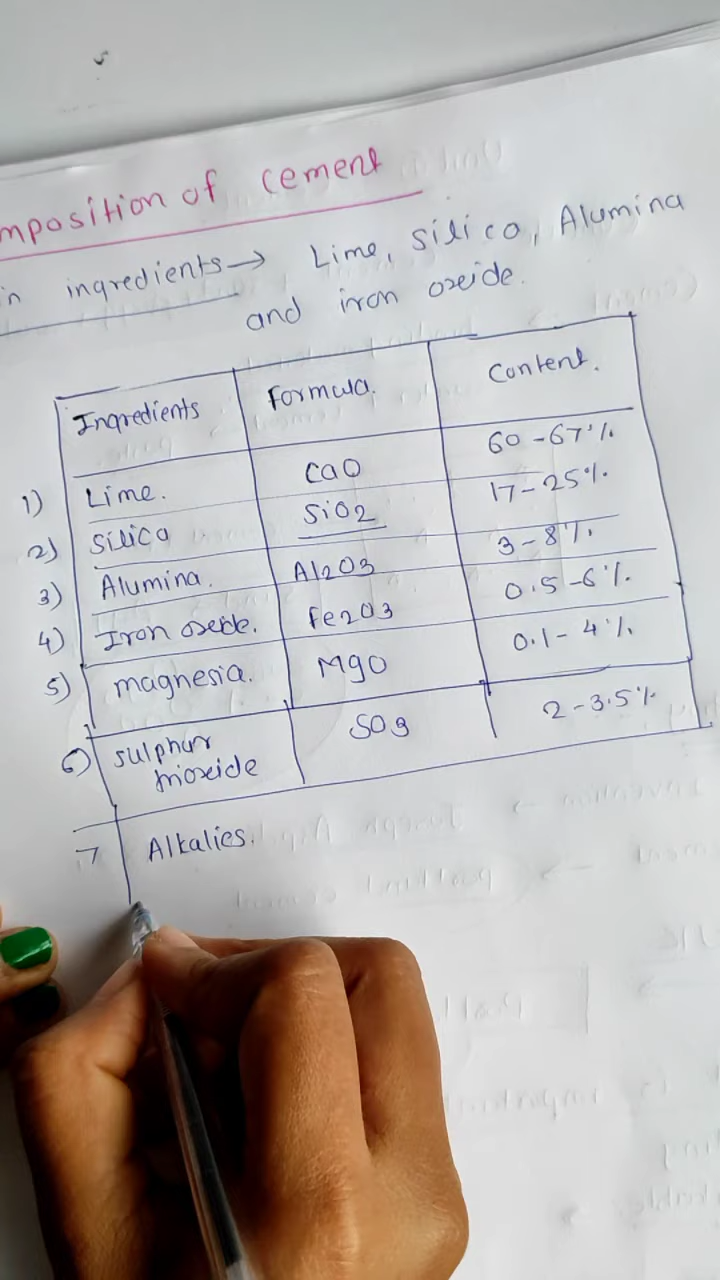 mposition of cement
in ingredients → Lime, Silica, Alumina
and iron oxide.
Ingredients Formula. Content.
1) Lime. CaO 60-67%
2) Silica SiO2 17-25%
3) Alumina. Al2O3 3-8%
4) Iron oxide. Fe2O3 0.5-6%
5) magnesia. MgO 0.1-4%
6) Sulphur trioxide SO3 2-3.5%
7 Alkalies.